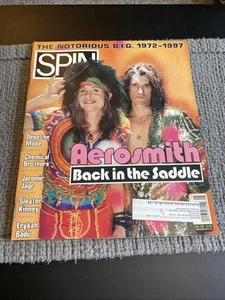 THE NOTORIOUS B.I.G. 1972-1997
SPIN
Depeche
Mode
Chemical
Brothers
Jaromir
Jagr
Sleater
Kinney
Erykah
Badu
Aerosmith
Back in the Saddle